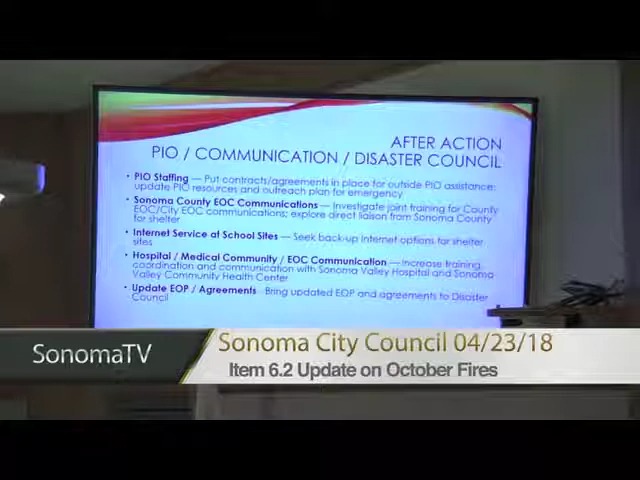 AFTER ACTION
PIO / COMMUNICATION / DISASTER COUNCIL
• PIO Staffing — Put contracts/agreements in place for outside PIO assistance;
update PIO resources and outreach plan for emergency
• Sonoma County EOC Communications — Investigate joint training for County
EOC/City EOC communications; explore direct liaison from Sonoma County
for shelter
• Internet Service at School Sites — Seek back-up internet options for shelter
sites
• Hospital / Medical Community / EOC Communication — Increase training,
coordination and communication with Sonoma Valley Hospital and Sonoma
Valley Community Health Center
• Update EOP / Agreements - Bring updated EOP and agreements to Disaster
Council
SonomaTV
Sonoma City Council 04/23/18
Item 6.2 Update on October Fires